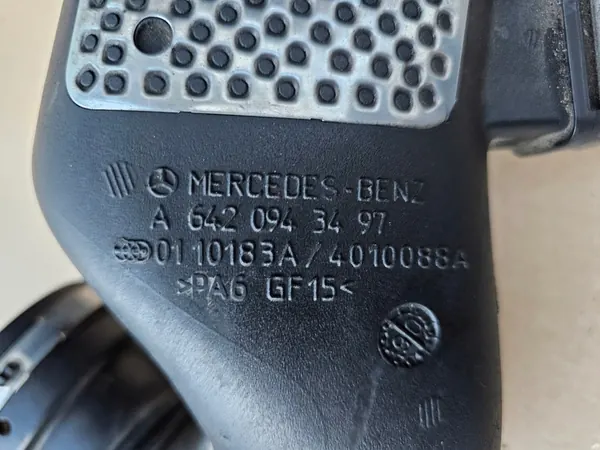 MERCEDES-BENZ
A 642 094 34 97
0110183A/4010088A
>PA6 GF15<